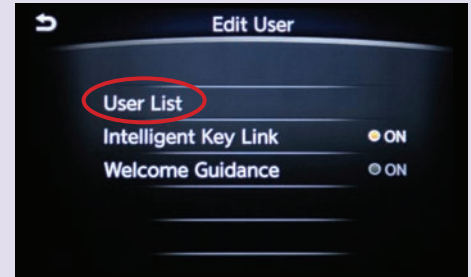 Edit User
User List
Intelligent Key Link ON
Welcome Guidance ON